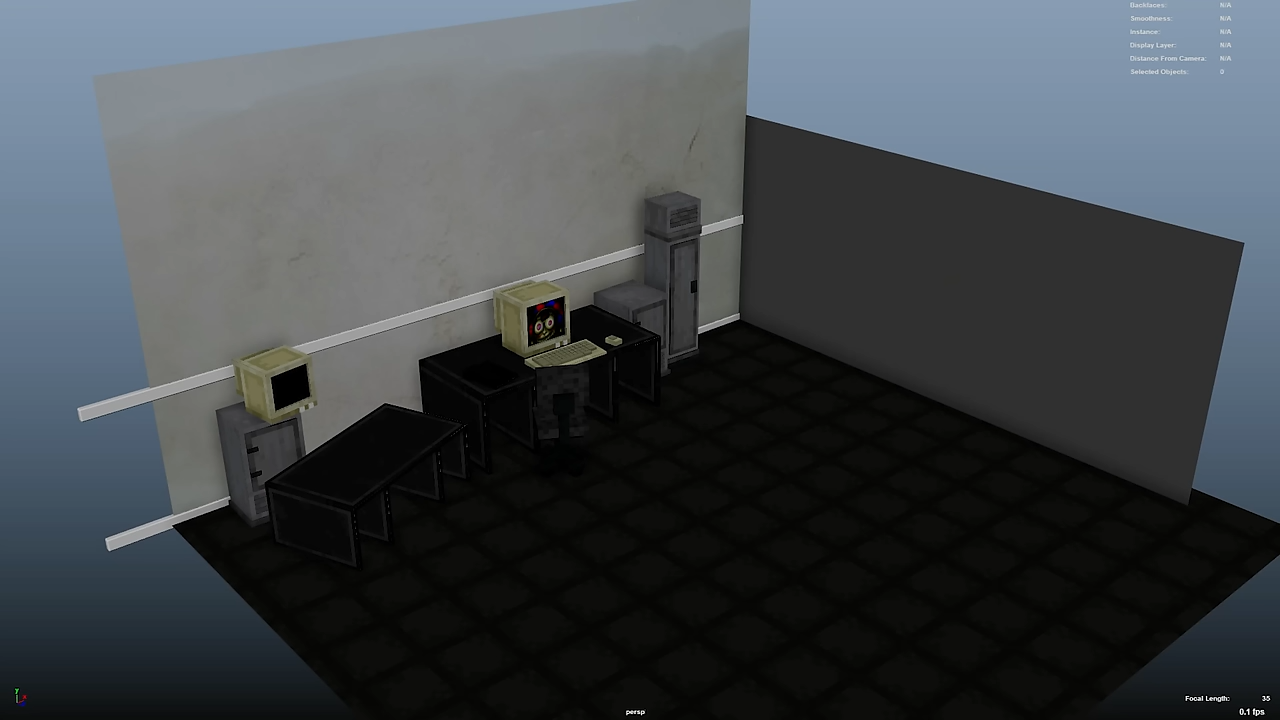 Backfaces: N/A
Smoothness: N/A
Instance: N/A
Display Layer: N/A
Distance From Camera: N/A
Selected Objects: 0
Focal Length: 35
persp
0.1 fps